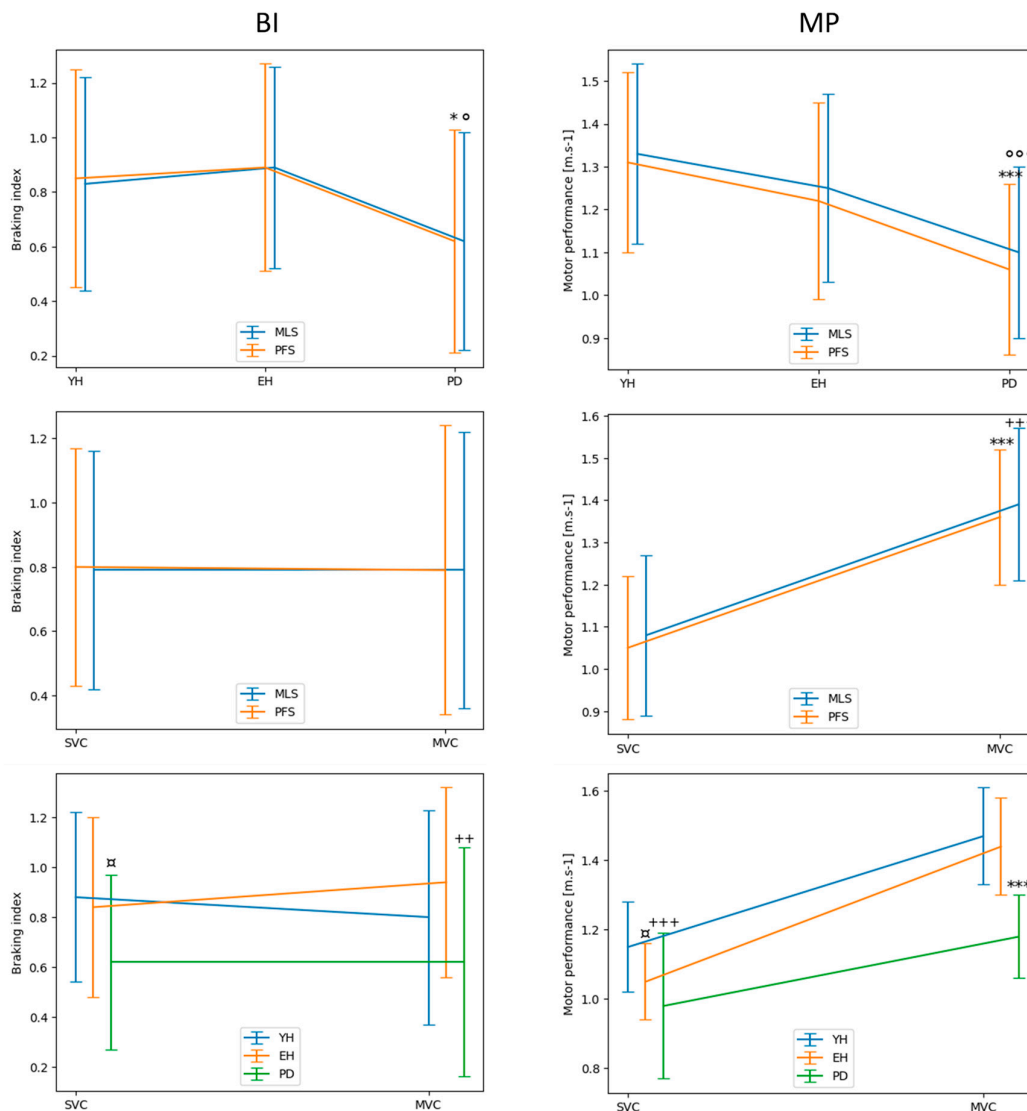 BI
MP
1.2
1.0
0.8
0.6
0.4
0.2
Braking index
* °
MLS
PFS
YH
EH
PD
1.5
1.4
1.3
1.2
1.1
1.0
0.9
Motor performance [m.s-1]
°°
***
MLS
PFS
YH
EH
PD
1.2
1.0
0.8
0.6
0.4
Braking index
MLS
PFS
SVC
MVC
1.6
1.5
1.4
1.3
1.2
1.1
1.0
0.9
Motor performance [m.s-1]
++
***
MLS
PFS
SVC
MVC
1.2
1.0
0.8
0.6
0.4
0.2
Braking index
¤
++
YH
EH
PD
SVC
MVC
1.6
1.4
1.2
1.0
0.8
Motor performance [m.s-1]
¤
+++
***
YH
EH
PD
SVC
MVC